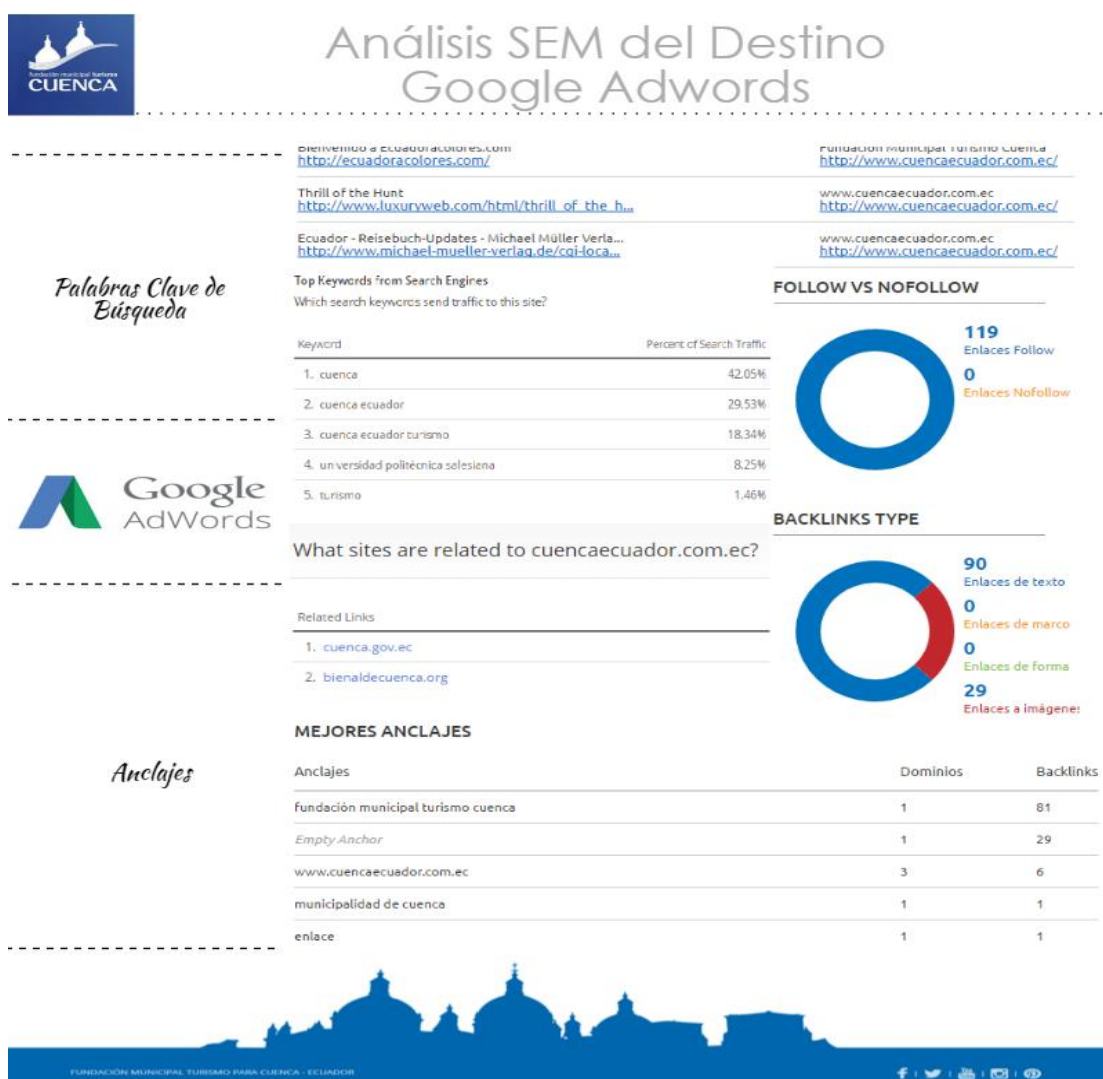 fundación municipal turismo
CUENCA
Análisis SEM del Destino
Google Adwords
Bienvenido a Ecuadoracolores.com
http://ecuadoracolores.com/
Fundación Municipal Turismo Cuenca
http://www.cuencaecuador.com.ec/
Thrill of the Hunt
http://www.luxuryweb.com/html/thrill_of_the_h...
www.cuencaecuador.com.ec
http://www.cuencaecuador.com.ec/
Ecuador - Reisebuch-Updates - Michael Müller Verla...
http://www.michael-mueller-verlag.de/cgi-loca...
www.cuencaecuador.com.ec
http://www.cuencaecuador.com.ec/
Palabras Clave de
Búsqueda
Top Keywords from Search Engines
Which search keywords send traffic to this site?
Keyword Percent of Search Traffic
1. cuenca 42.05%
2. cuenca ecuador 29.53%
3. cuenca ecuador turismo 18.34%
4. universidad politécnica salesiana 8.25%
5. turismo 1.46%
FOLLOW VS NOFOLLOW
119
Enlaces Follow
0
Enlaces Nofollow
Google
AdWords
What sites are related to cuencaecuador.com.ec?
Related Links
1. cuenca.gov.ec
2. bienaldecuenca.org
BACKLINKS TYPE
90
Enlaces de texto
0
Enlaces de marco
0
Enlaces de forma
29
Enlaces a imágenes
Anclajes
MEJORES ANCLAJES
Anclajes Dominios Backlinks
fundación municipal turismo cuenca 1 81
Empty Anchor 1 29
www.cuencaecuador.com.ec 3 6
municipalidad de cuenca 1 1
enlace 1 1
FUNDACIÓN MUNICIPAL TURISMO PARA CUENCA - ECUADOR